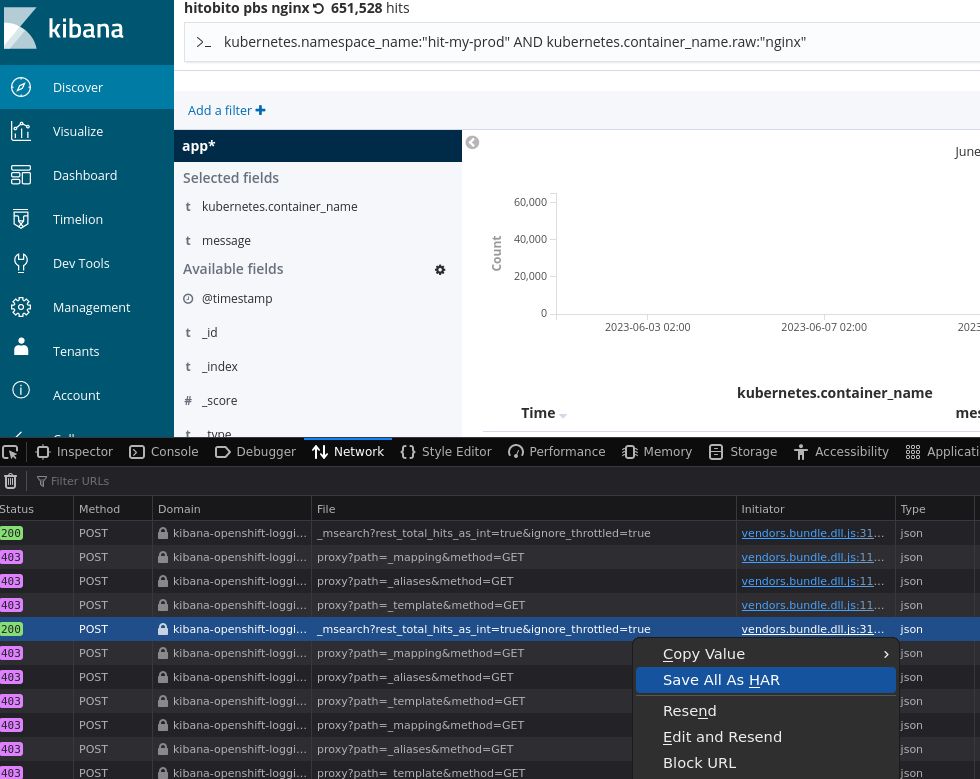 kibana
Discover
Visualize
Dashboard
Timelion
Dev Tools
Management
Tenants
Account
hitobito pbs nginx 651,528 hits
>_ kubernetes.namespace_name:"hit-my-prod" AND kubernetes.container_name.raw:"nginx"
Add a filter +
app*
Selected fields
t kubernetes.container_name
t message
Available fields
@timestamp
t _id
t _index
# _score
t _type
June
Count
60,000
40,000
20,000
0
2023-06-03 02:00 2023-06-07 02:00 2023
Time kubernetes.container_name mes
Inspector Console Debugger Network Style Editor Performance Memory Storage Accessibility Applicati
Filter URLs
Status Method Domain File Initiator Type
200 POST kibana-openshift-loggi... _msearch?rest_total_hits_as_int=true&ignore_throttled=true vendors.bundle.dll.js:31... json
403 POST kibana-openshift-loggi... proxy?path=_mapping&method=GET vendors.bundle.dll.js:11... json
403 POST kibana-openshift-loggi... proxy?path=_aliases&method=GET vendors.bundle.dll.js:11... json
403 POST kibana-openshift-loggi... proxy?path=_template&method=GET vendors.bundle.dll.js:11... json
200 POST kibana-openshift-loggi... _msearch?rest_total_hits_as_int=true&ignore_throttled=true vendors.bundle.dll.js:31... json
403 POST kibana-openshift-loggi... proxy?path=_mapping&method=GET json
403 POST kibana-openshift-loggi... proxy?path=_aliases&method=GET json
403 POST kibana-openshift-loggi... proxy?path=_template&method=GET json
403 POST kibana-openshift-loggi... proxy?path=_mapping&method=GET json
403 POST kibana-openshift-loggi... proxy?path=_aliases&method=GET json
403 POST kibana-openshift-loggi... proxy?path=_template&method=GET json
Copy Value
Save All As HAR
Resend
Edit and Resend
Block URL